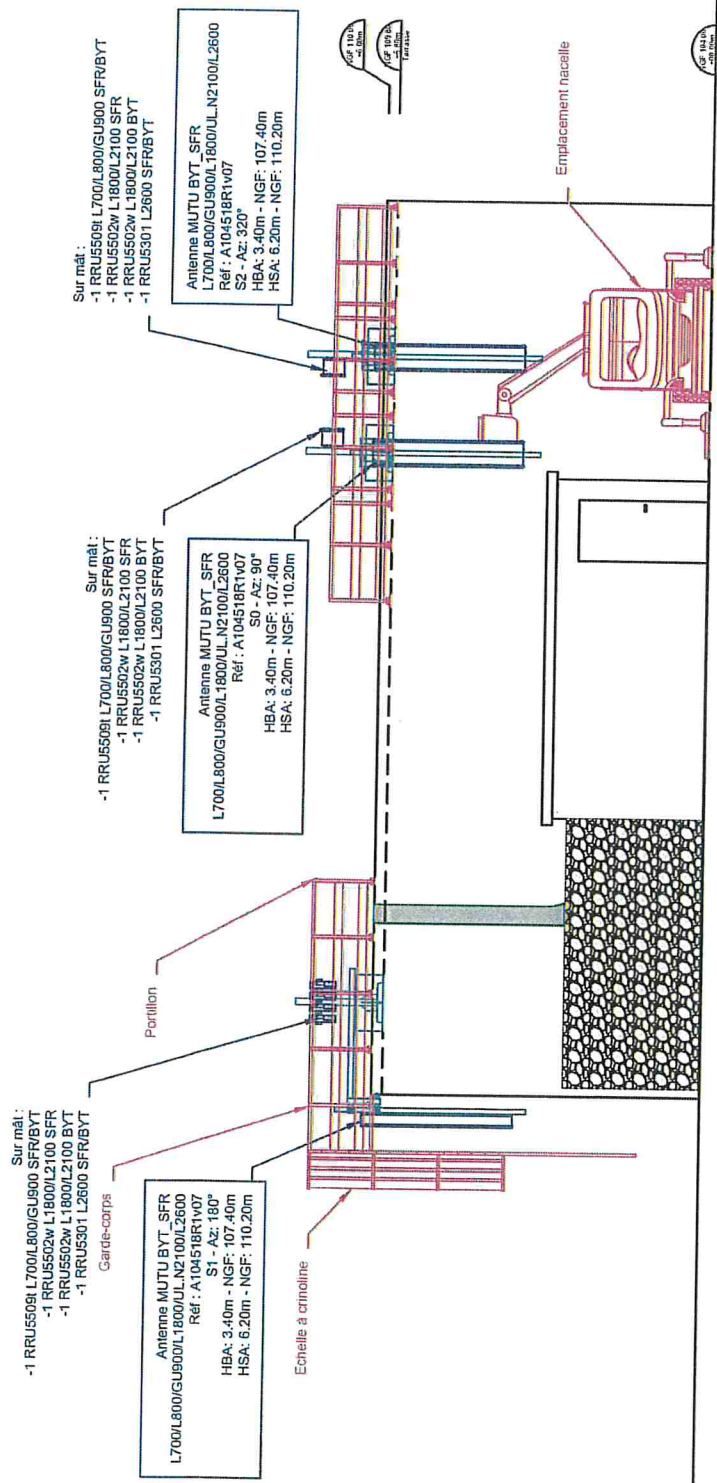 Sur mât :
-1 RRU5509t L700/L800/GU900 SFR/BYT
-1 RRU5502w L1800/L2100 SFR
-1 RRU5502w L1800/L2100 BYT
-1 RRU5301 L2600 SFR/BYT
Garde-corps
Antenne MUTU BYT_SFR
L700/L800/GU900/L1800/UL.N2100/L2600
Réf : A104518R1v07
S1 - Az: 180°
HBA: 3.40m - NGF: 107.40m
HSA: 6.20m - NGF: 110.20m
Echelle à crinoline
Portillon
Sur mât :
-1 RRU5509t L700/L800/GU900 SFR/BYT
-1 RRU5502w L1800/L2100 SFR
-1 RRU5502w L1800/L2100 BYT
-1 RRU5301 L2600 SFR/BYT
Antenne MUTU BYT_SFR
L700/L800/GU900/L1800/UL.N2100/L2600
Réf : A104518R1v07
S0 - Az: 90°
HBA: 3.40m - NGF: 107.40m
HSA: 6.20m - NGF: 110.20m
Sur mât :
-1 RRU5509t L700/L800/GU900 SFR/BYT
-1 RRU5502w L1800/L2100 SFR
-1 RRU5502w L1800/L2100 BYT
-1 RRU5301 L2600 SFR/BYT
Antenne MUTU BYT_SFR
L700/L800/GU900/L1800/UL.N2100/L2600
Réf : A104518R1v07
S2 - Az: 320°
HBA: 3.40m - NGF: 107.40m
HSA: 6.20m - NGF: 110.20m
Terrasse
Emplacement nacelle